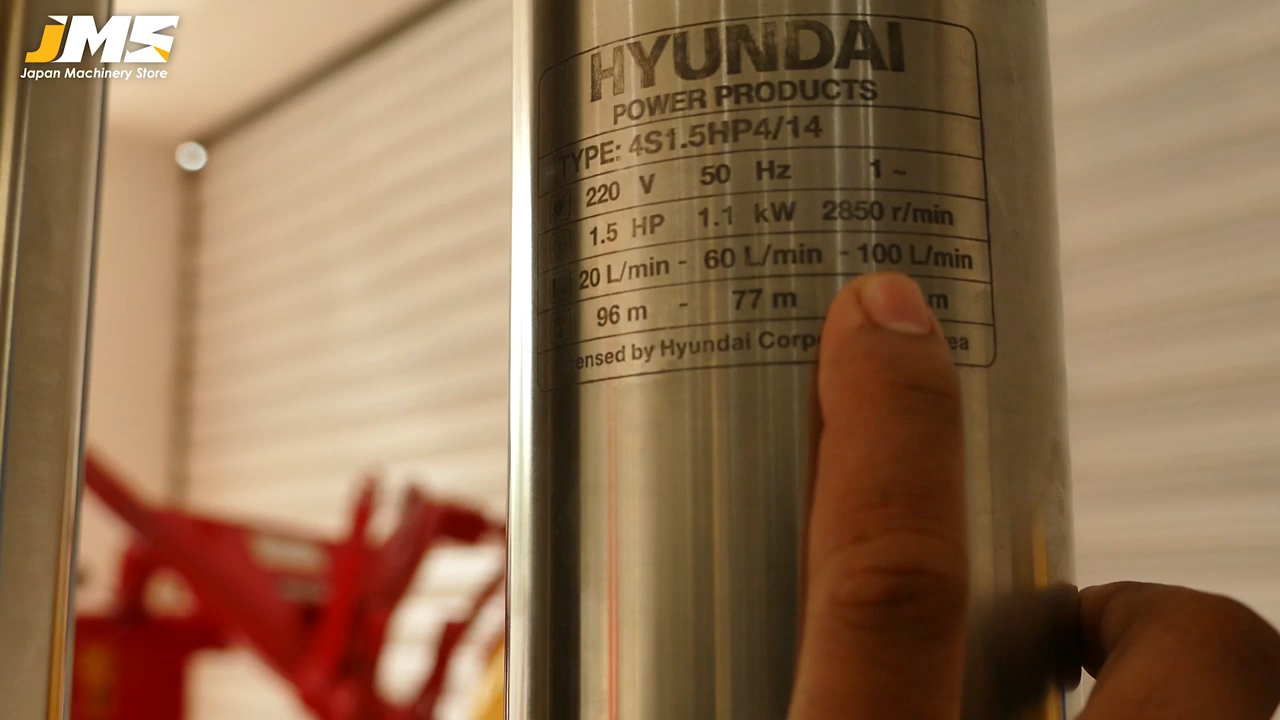 JMS
Japan Machinery Store
HYUNDAI
POWER PRODUCTS
TYPE: 4S1.5HP4/14
220 V 50 Hz 1 ~
1.5 HP 1.1 kW 2850 r/min
20 L/min - 60 L/min - 100 L/min
96 m - 77 m m
ensed by Hyundai Corp ea